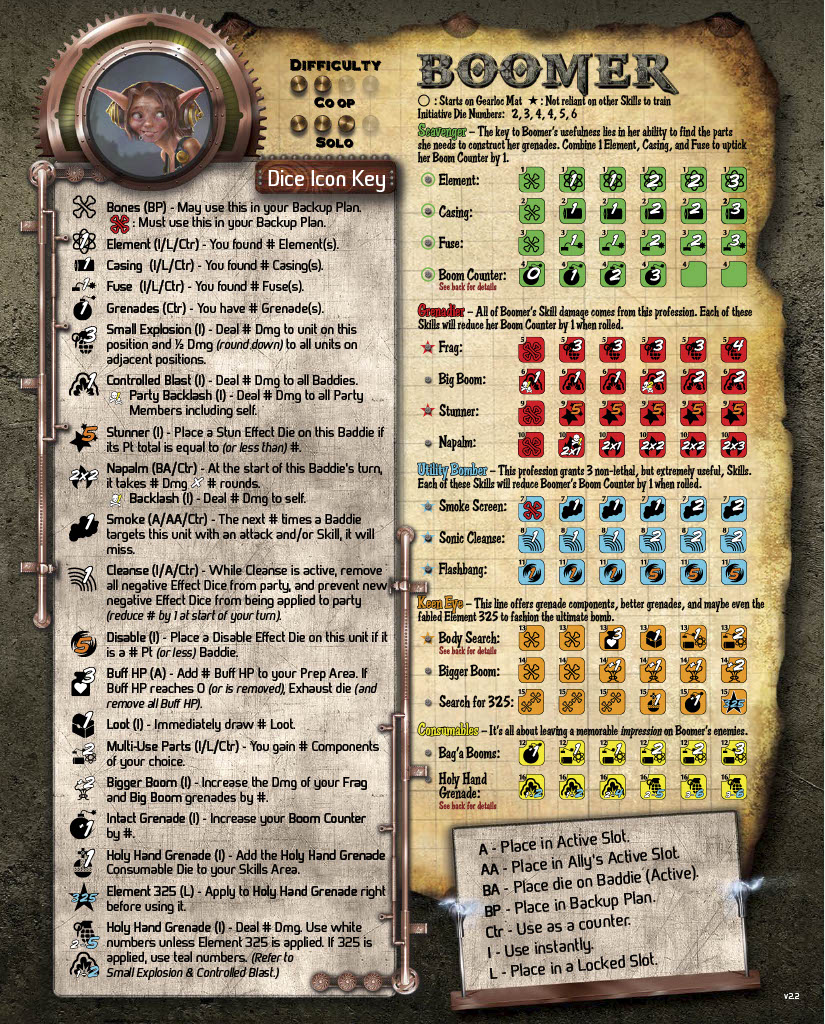 DIFFICULTY
CO OP
SOLO
BOOMER
: Starts on Gearloc Mat ★ : Not reliant on other Skills to train
Initiative Die Numbers: 2, 3, 4, 4, 5, 6
Scavenger – The key to Boomer's usefulness lies in her ability to find the parts
she needs to construct her grenades. Combine 1 Element, Casing, and Fuse to uptick
her Boom Counter by 1.
Element:
Casing:
Fuse:
Boom Counter:
See back for details
Grenadier – All of Boomer's Skill damage comes from this profession. Each of these
Skills will reduce her Boom Counter by 1 when rolled.
Frag:
Big Boom:
Stunner:
Napalm:
Utility Bomber – This profession grants 3 non-lethal, but extremely useful, Skills.
Each of these Skills will reduce Boomer's Boom Counter by 1 when rolled.
Smoke Screen:
Sonic Cleanse:
Flashbang:
Keen Eye – This line offers grenade components, better grenades, and maybe even the
fabled Element 325 to fashion the ultimate bomb.
Body Search:
See back for details
Bigger Boom:
Search for 325:
Consumables – It's all about leaving a memorable impression on Boomer's enemies.
Bag'a Booms:
Holy Hand
Grenade:
See back for details
Dice Icon Key
Bones (BP) - May use this in your Backup Plan.
: Must use this in your Backup Plan.
Element (I/L/Ctr) - You found # Element(s).
Casing (I/L/Ctr) - You found # Casing(s).
Fuse (I/L/Ctr) - You found # Fuse(s).
Grenades (Ctr) - You have # Grenade(s).
Small Explosion (I) - Deal # Dmg to unit on this
position and ½ Dmg (round down) to all units on
adjacent positions.
Controlled Blast (I) - Deal # Dmg to all Baddies.
Party Backlash (I) - Deal # Dmg to all Party
Members including self.
Stunner (I) - Place a Stun Effect Die on this Baddie if
its Pt total is equal to (or less than) #.
Napalm (BA/Ctr) - At the start of this Baddie's turn,
it takes # Dmg × # rounds.
Backlash (I) - Deal # Dmg to self.
Smoke (A/AA/Ctr) - The next # times a Baddie
targets this unit with an attack and/or Skill, it will
miss.
Cleanse (I/A/Ctr) - While Cleanse is active, remove
all negative Effect Dice from party, and prevent new
negative Effect Dice from being applied to party
(reduce # by 1 at start of your turn).
Disable (I) - Place a Disable Effect Die on this unit if it
is a # Pt (or less) Baddie.
Buff HP (A) - Add # Buff HP to your Prep Area. If
Buff HP reaches 0 (or is removed), Exhaust die (and
remove all Buff HP).
Loot (I) - Immediately draw # Loot.
Multi-Use Parts (I/L/Ctr) - You gain # Components
of your choice.
Bigger Boom (I) - Increase the Dmg of your Frag
and Big Boom grenades by #.
Intact Grenade (I) - Increase your Boom Counter
by #.
Holy Hand Grenade (I) - Add the Holy Hand Grenade
Consumable Die to your Skills Area.
Element 325 (L) - Apply to Holy Hand Grenade right
before using it.
Holy Hand Grenade (I) - Deal # Dmg. Use white
numbers unless Element 325 is applied. If 325 is
applied, use teal numbers. (Refer to
Small Explosion & Controlled Blast.)
A - Place in Active Slot.
AA - Place in Ally's Active Slot.
BA - Place die on Baddie (Active).
BP - Place in Backup Plan.
Ctr - Use as a counter.
I - Use instantly.
L - Place in a Locked Slot.
v2.2